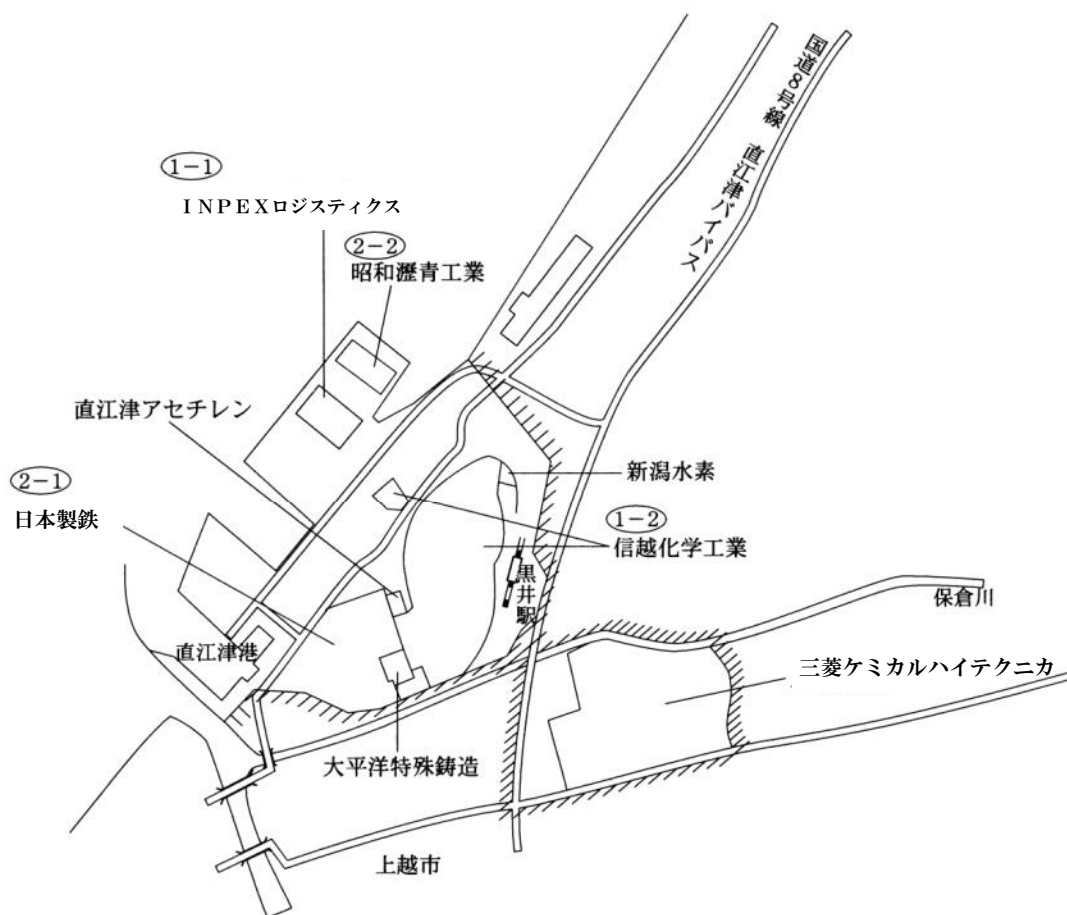 国道8号線 直江津バイパス
1-1
INPEXロジスティクス
2-2
昭和瀝青工業
直江津アセチレン
2-1
日本製鉄
新潟水素
1-2
信越化学工業
黒井駅
保倉川
三菱ケミカルハイテクニカ
直江津港
大平洋特殊鋳造
上越市